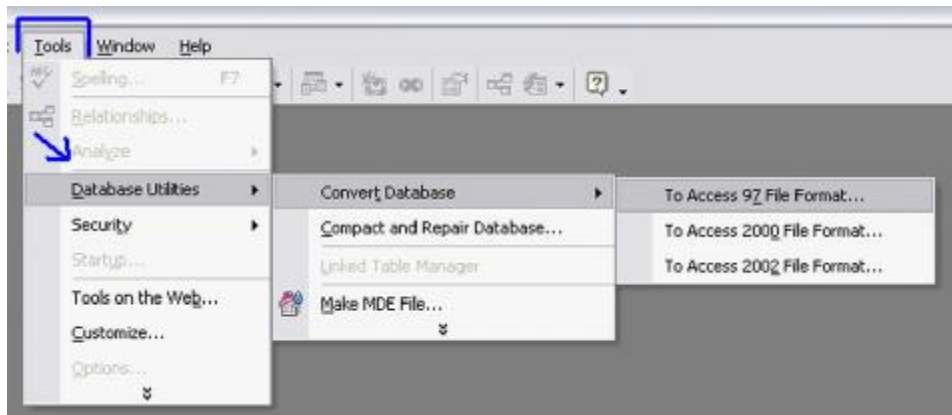 Tools Window Help
Spelling... F7
Relationships...
Analyze
Database Utilities
Security
Startup...
Tools on the Web...
Customize...
Options...
Convert Database
Compact and Repair Database...
Linked Table Manager
Make MDE File...
To Access 97 File Format...
To Access 2000 File Format...
To Access 2002 File Format...